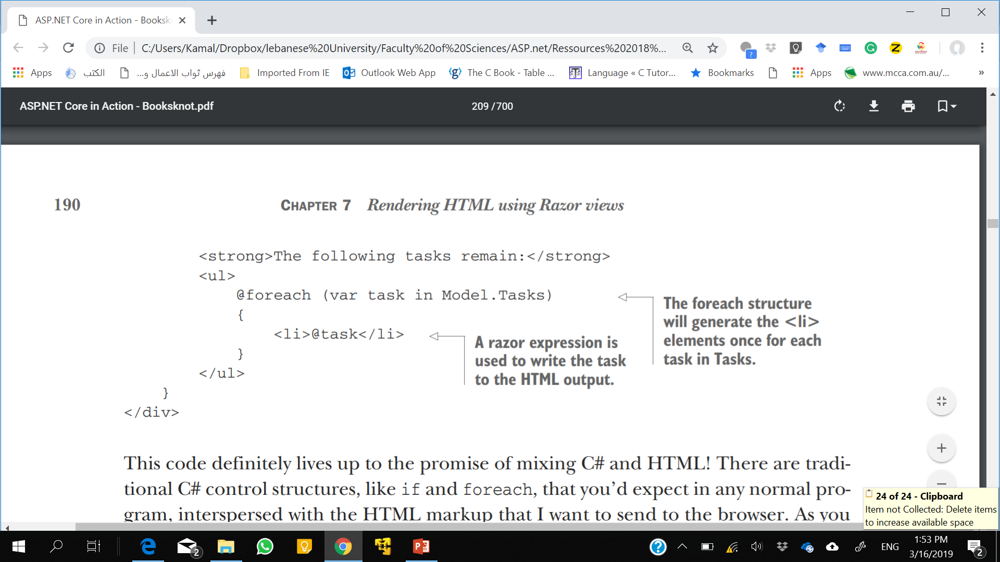 ASP.NET Core in Action - Booksk
File
C:/Users/Kamal/Dropbox/lebanese%20University/Faculty%20of%20Sciences/ASP.net/Ressources%202018%...
Apps
الكتب
فهرس ثواب الاعمال و...
Imported From IE
Outlook Web App
The C Book - Table ...
Language « C Tutor...
Bookmarks
Apps
www.mcca.com.au/...
»
ASP.NET Core in Action - Booksknot.pdf
209 / 700
190
CHAPTER 7 Rendering HTML using Razor views
<strong>The following tasks remain:</strong>
<ul>
@foreach (var task in Model.Tasks)
{
<li>@task</li>
}
</ul>
}
</div>
The foreach structure
will generate the <li>
elements once for each
task in Tasks.
A razor expression is
used to write the task
to the HTML output.
This code definitely lives up to the promise of mixing C# and HTML! There are tradi-
tional C# control structures, like if and foreach, that you’d expect in any normal pro-
gram, interspersed with the HTML markup that I want to send to the browser. As you
24 of 24 - Clipboard
Item not Collected: Delete items
to increase available space
2
ENG
1:53 PM
3/16/2019
2